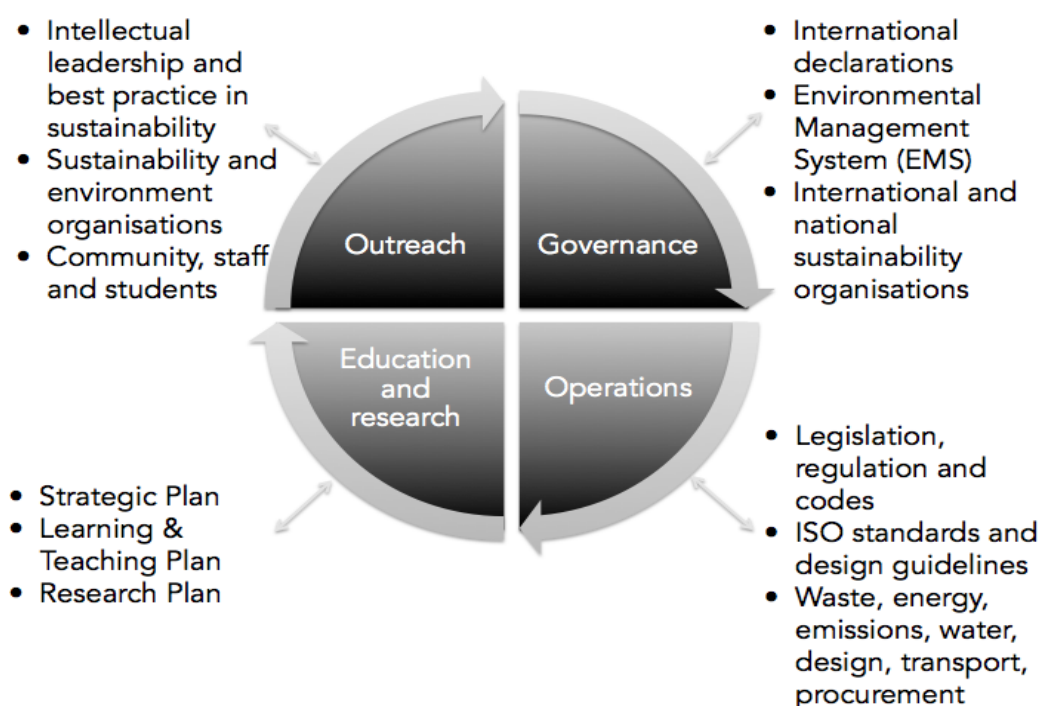 • Intellectual
leadership and
best practice in
sustainability
• Sustainability and
environment
organisations
• Community, staff
and students
• International
declarations
• Environmental
Management
System (EMS)
• International and
national
sustainability
organisations
Outreach
Governance
Education
and
research
Operations
• Strategic Plan
• Learning &
Teaching Plan
• Research Plan
• Legislation,
regulation and
codes
• ISO standards and
design guidelines
• Waste, energy,
emissions, water,
design, transport,
procurement